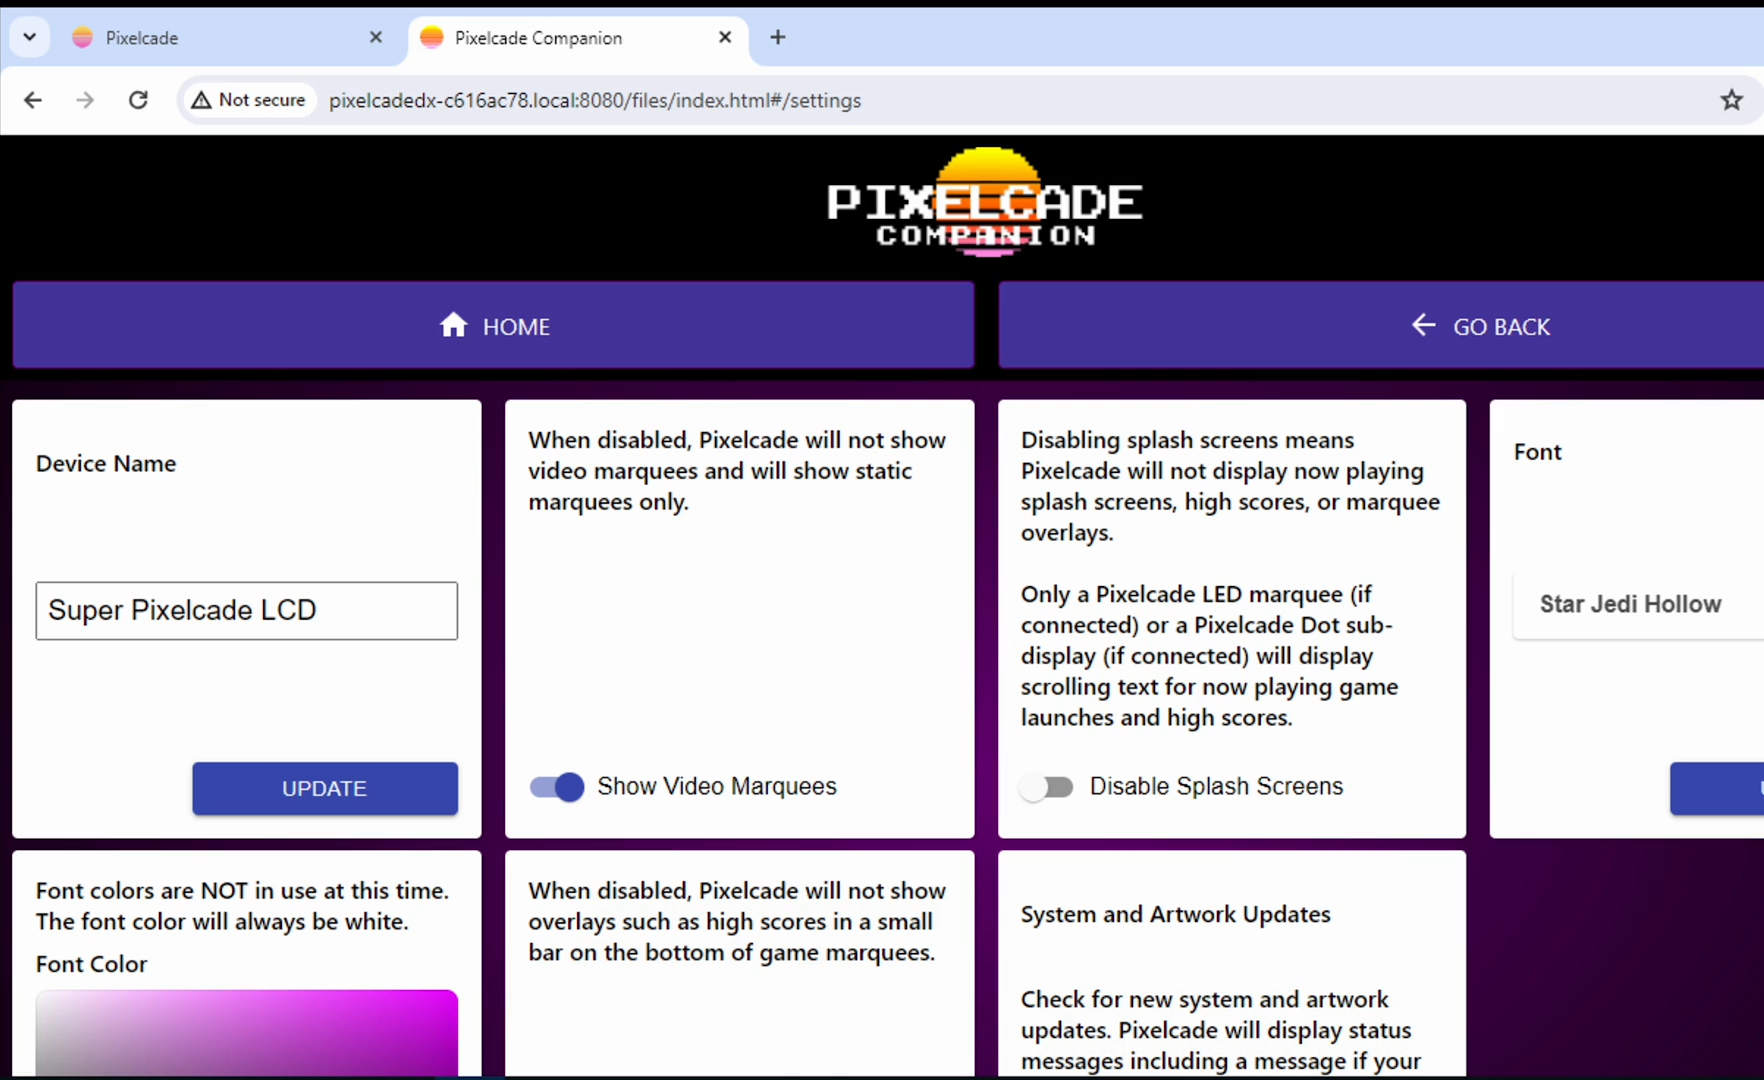 Pixelcade
Pixelcade Companion
Not secure
pixelcadedx-c616ac78.local:8080/files/index.html#/settings
PIXELCADE
COMPANION
HOME
GO BACK
Device Name
Super Pixelcade LCD
UPDATE
When disabled, Pixelcade will not show
video marquees and will show static
marquees only.
Show Video Marquees
Disabling splash screens means
Pixelcade will not display now playing
splash screens, high scores, or marquee
overlays.
Only a Pixelcade LED marquee (if
connected) or a Pixelcade Dot sub-
display (if connected) will display
scrolling text for now playing game
launches and high scores.
Disable Splash Screens
Font
Star Jedi Hollow
Font colors are NOT in use at this time.
The font color will always be white.
Font Color
When disabled, Pixelcade will not show
overlays such as high scores in a small
bar on the bottom of game marquees.
System and Artwork Updates
Check for new system and artwork
updates. Pixelcade will display status
messages including a message if your